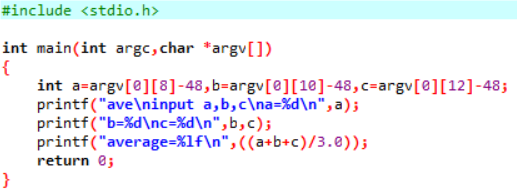 #include <stdio.h>
int main(int argc,char *argv[])
{
int a=argv[0][8]-48,b=argv[0][10]-48,c=argv[0][12]-48;
printf("ave\ninput a,b,c\na=%d\n",a);
printf("b=%d\nc=%d\n",b,c);
printf("average=%lf\n",((a+b+c)/3.0));
return 0;
}